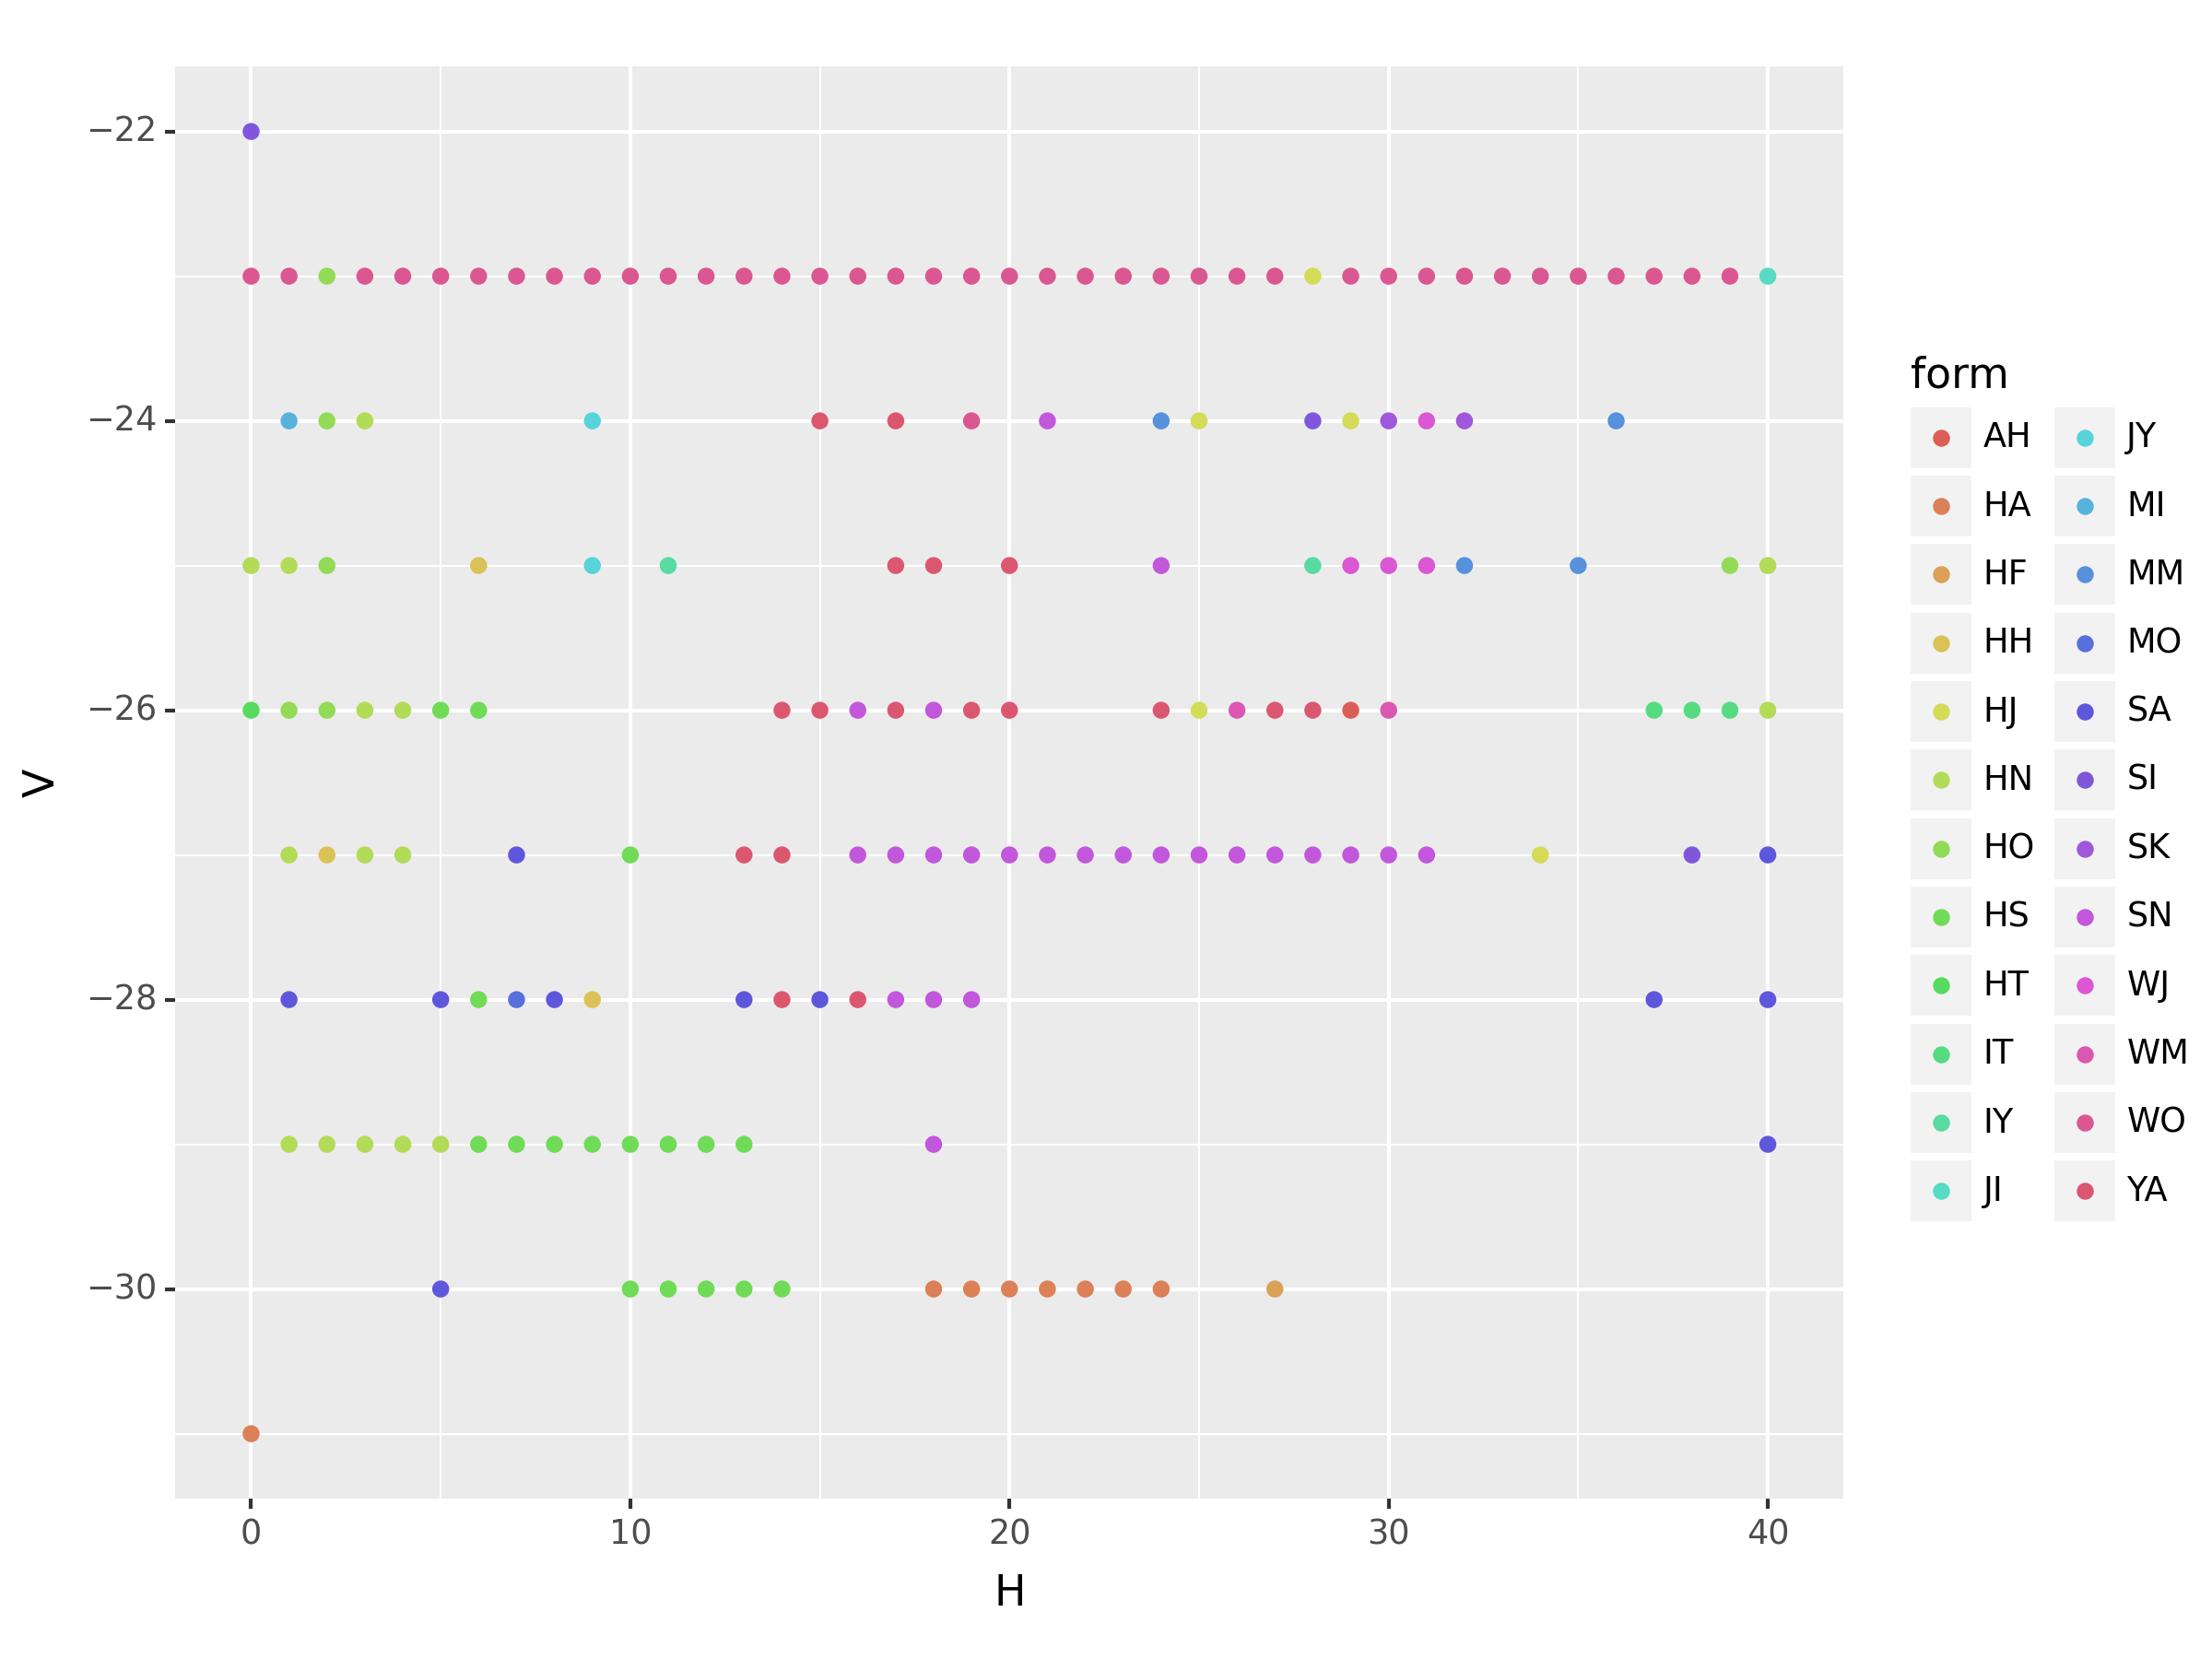 −22
−24
−26
−28
−30
V
0 10 20 30 40
H
form
AH JY
HA MI
HF MM
HH MO
HJ SA
HN SI
HO SK
HS SN
HT WJ
IT WM
IY WO
JI YA